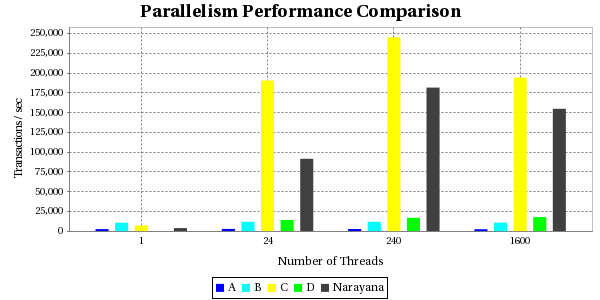 Parallelism Performance Comparison
250,000
225,000
200,000
175,000
150,000
125,000
100,000
75,000
50,000
25,000
0
Transactions / sec
1 24 240 1600
Number of Threads
A B C D Narayana